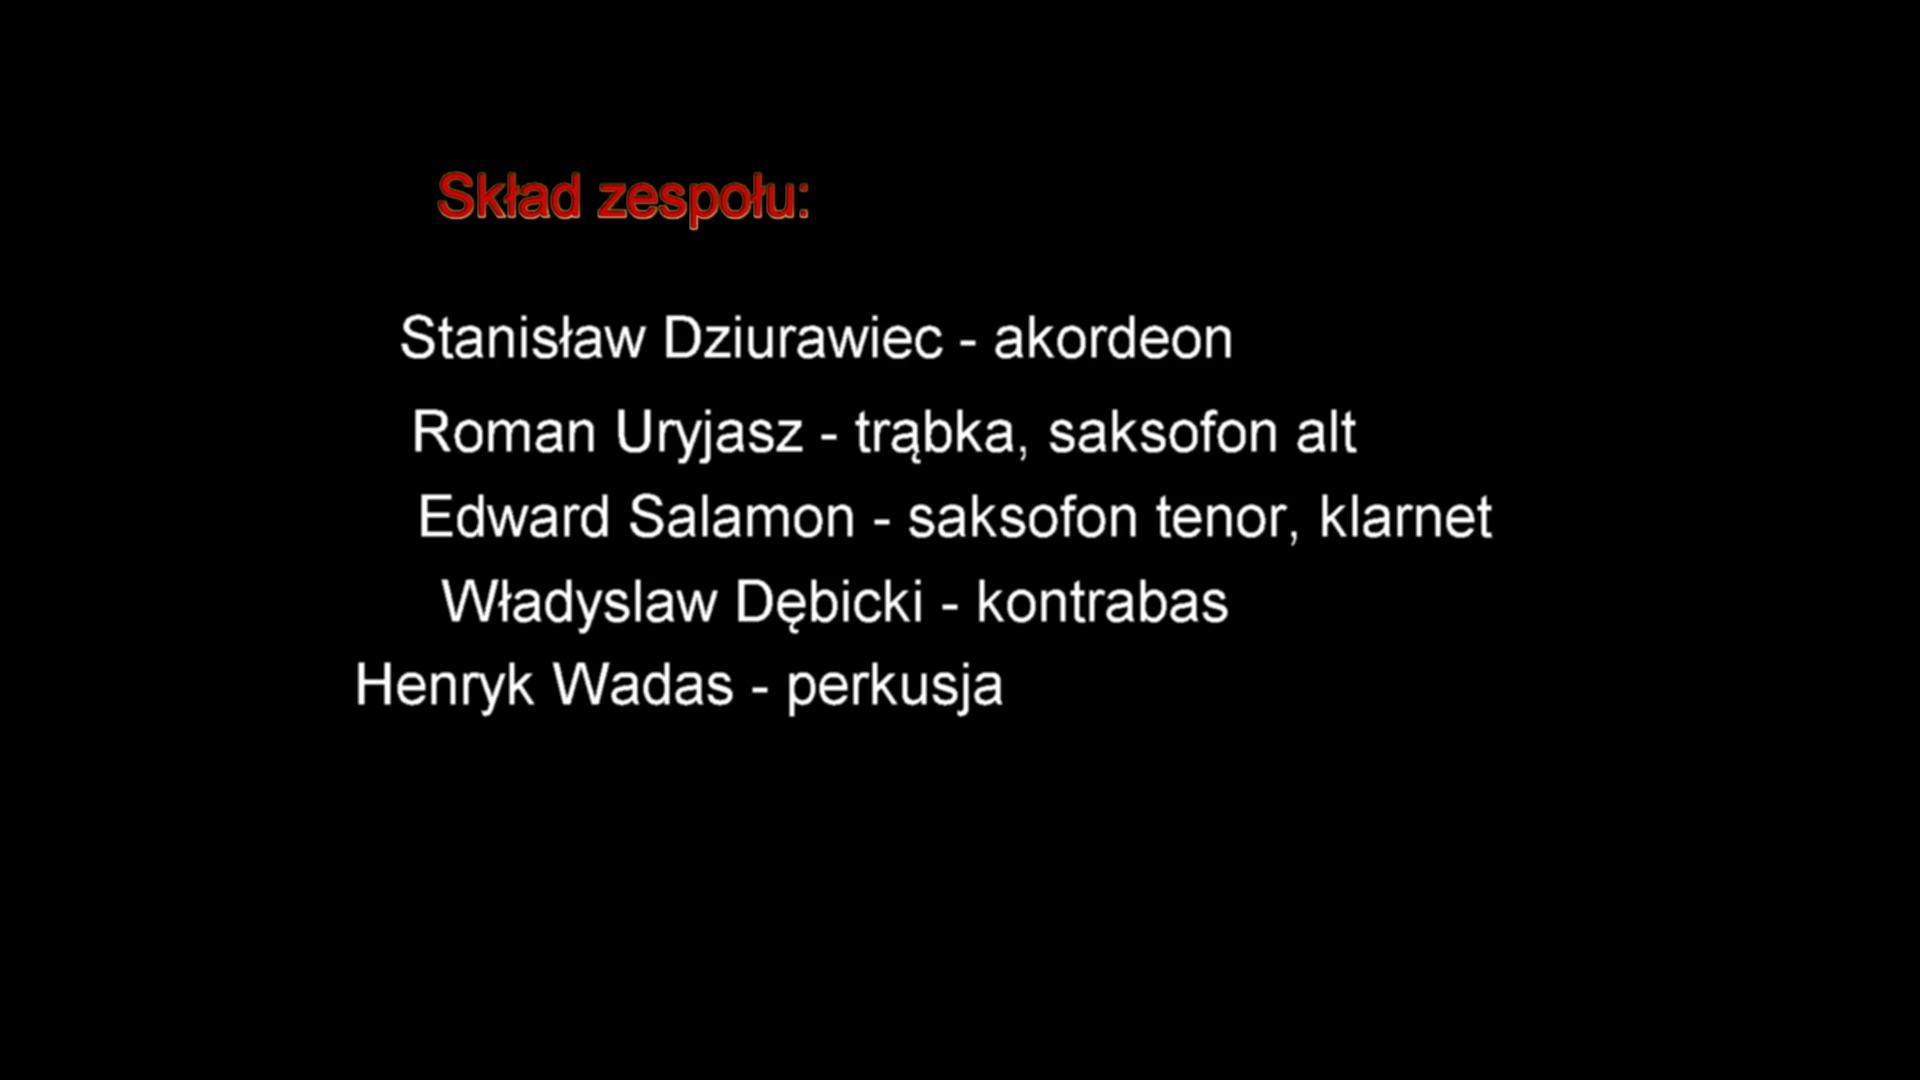 Skład zespołu:
Stanisław Dziurawiec - akordeon
Roman Uryjasz - trąbka, saksofon alt
Edward Salamon - saksofon tenor, klarnet
Władyslaw Dębicki - kontrabas
Henryk Wadas - perkusja